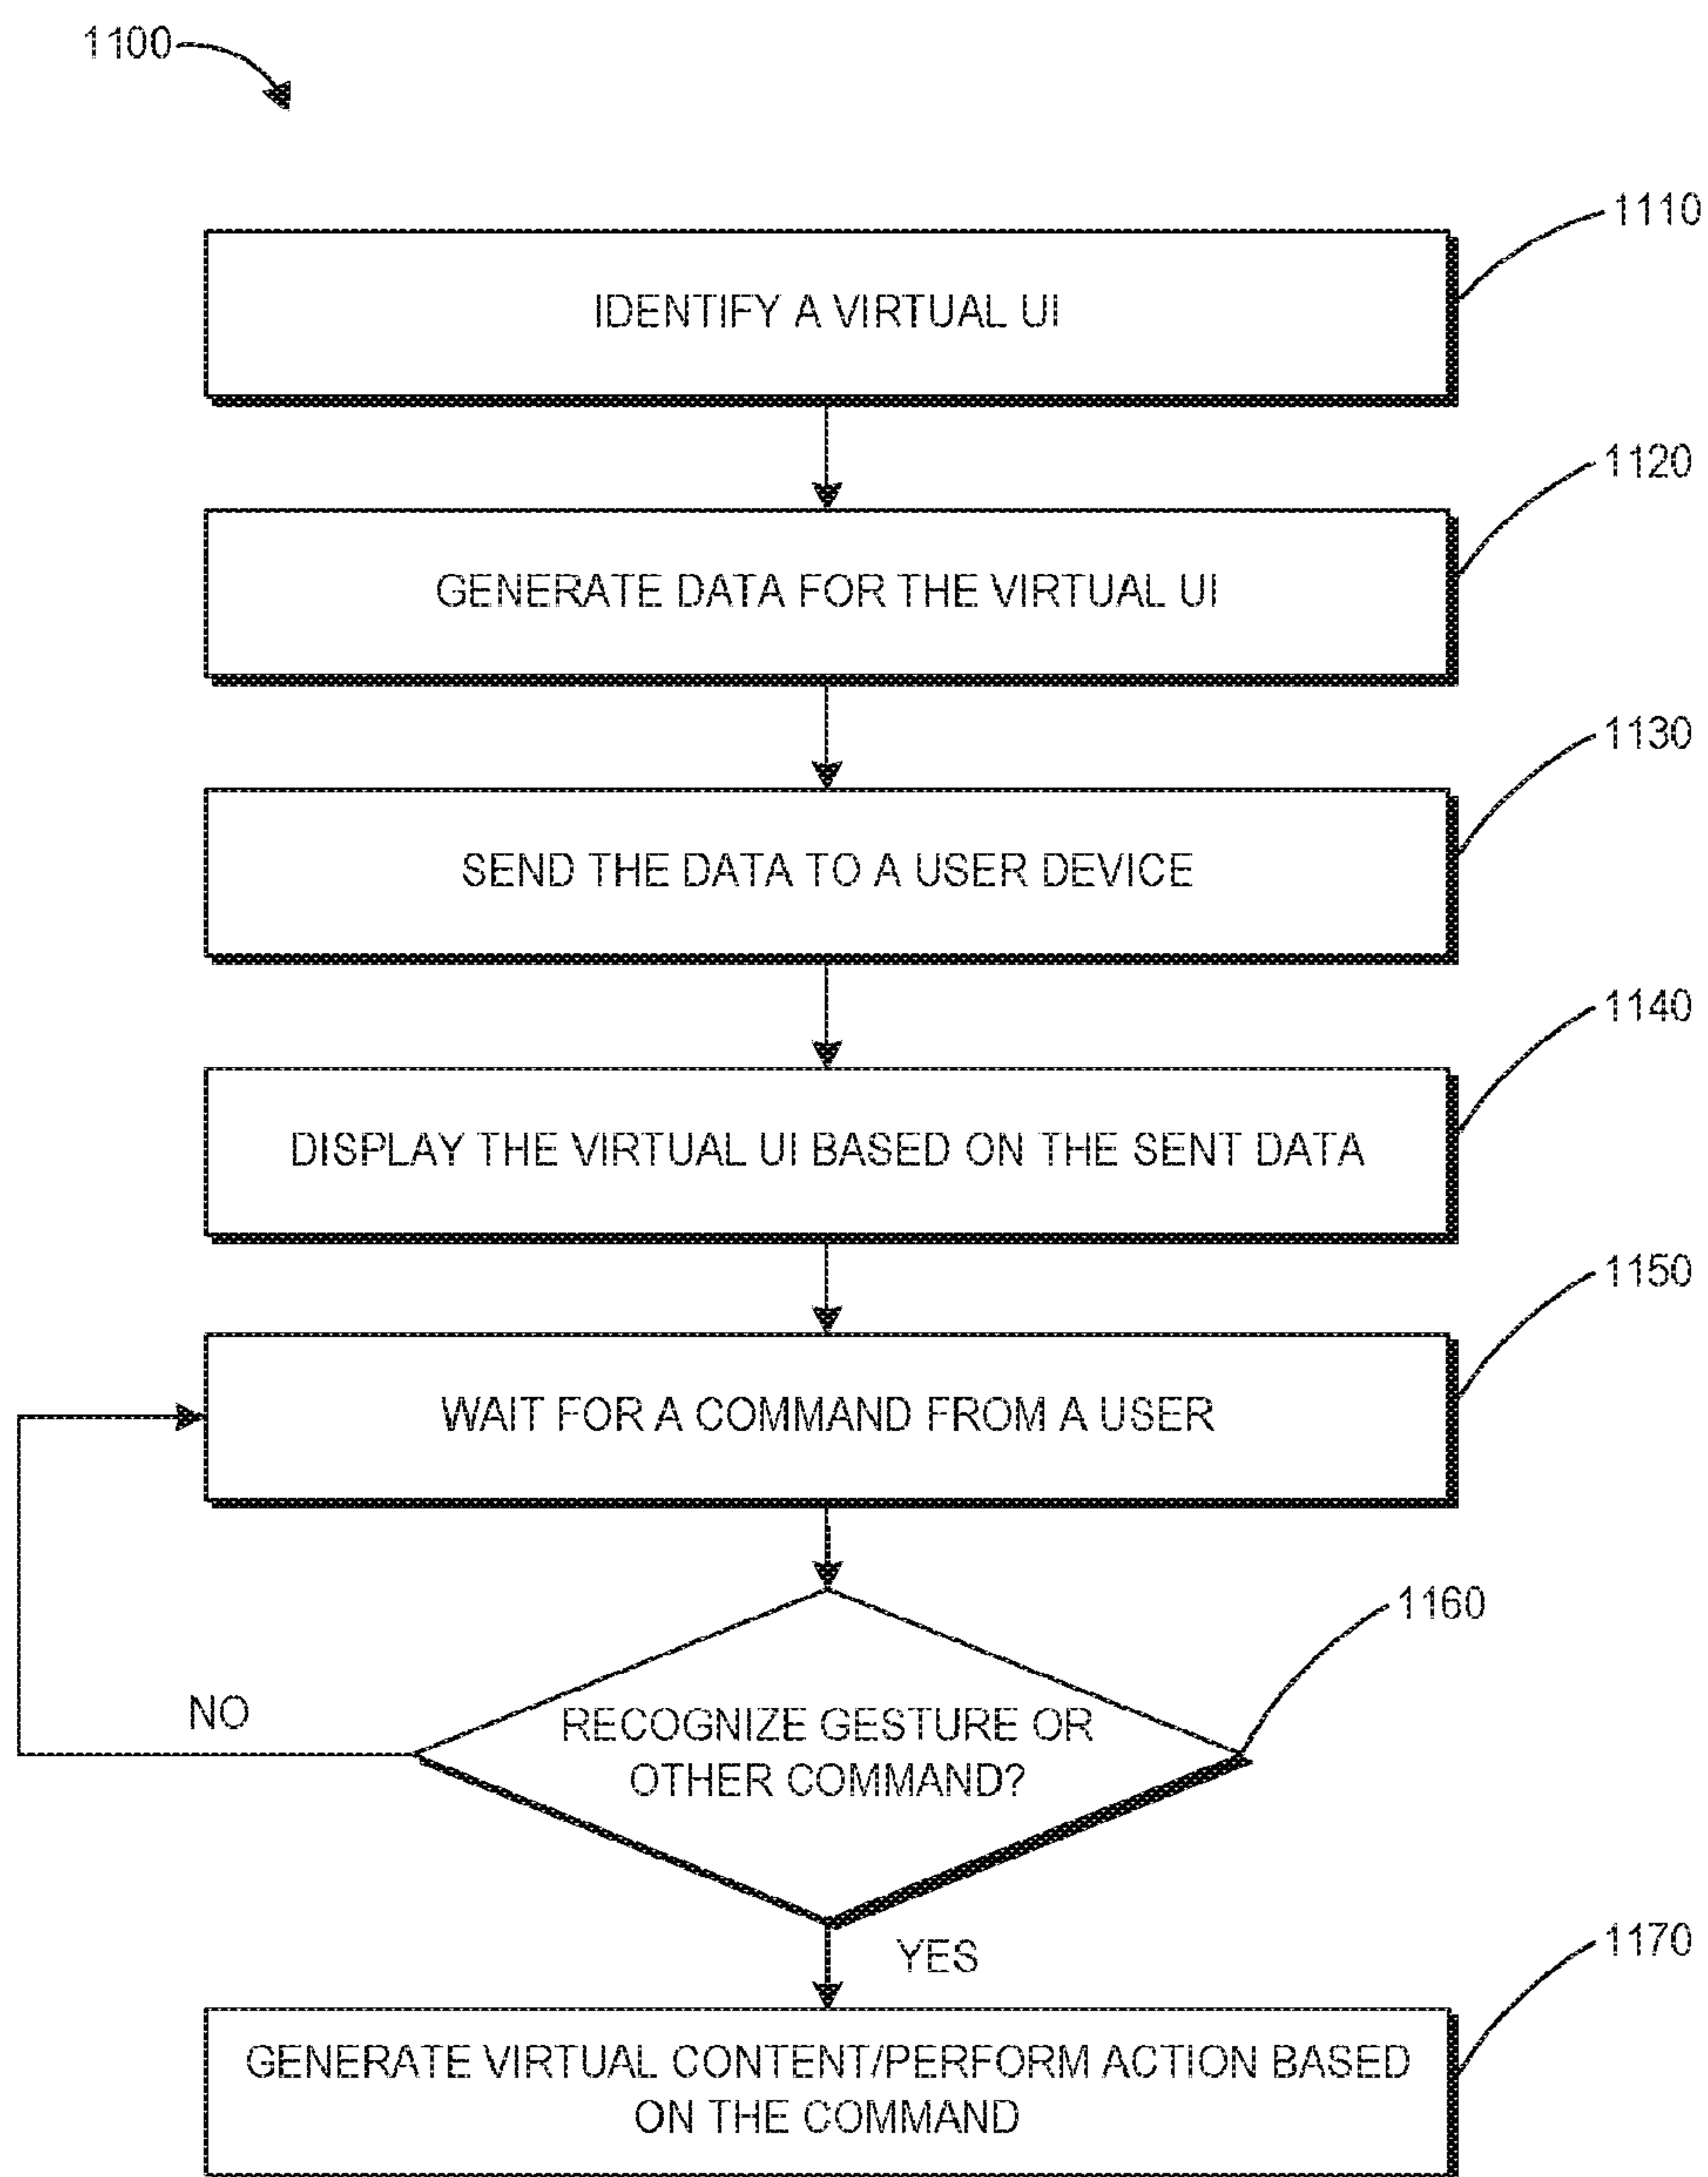 1100
1110
IDENTIFY A VIRTUAL UI
1120
GENERATE DATA FOR THE VIRTUAL UI
1130
SEND THE DATA TO A USER DEVICE
1140
DISPLAY THE VIRTUAL UI BASED ON THE SENT DATA
1150
WAIT FOR A COMMAND FROM A USER
1160
NO
RECOGNIZE GESTURE OR
OTHER COMMAND?
YES
1170
GENERATE VIRTUAL CONTENT/PERFORM ACTION BASED
ON THE COMMAND